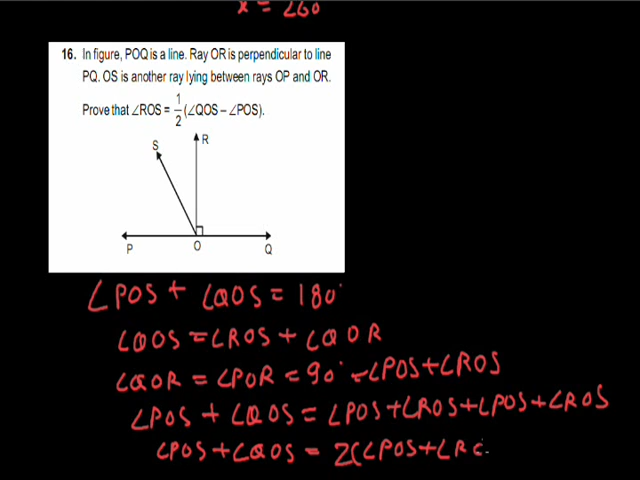 x = ∠60
16. In figure, POQ is a line. Ray OR is perpendicular to line
PQ. OS is another ray lying between rays OP and OR.
Prove that ∠ROS = 1/2 (∠QOS – ∠POS).
S
R
P
O
Q
∠POS + ∠QOS = 180°
∠QOS = ∠ROS + ∠QOR
∠QOR = ∠POR = 90° = ∠POS + ∠ROS
∠POS + ∠QOS = ∠POS + ∠ROS + ∠POS + ∠ROS
∠POS + ∠QOS = 2(∠POS + ∠RO